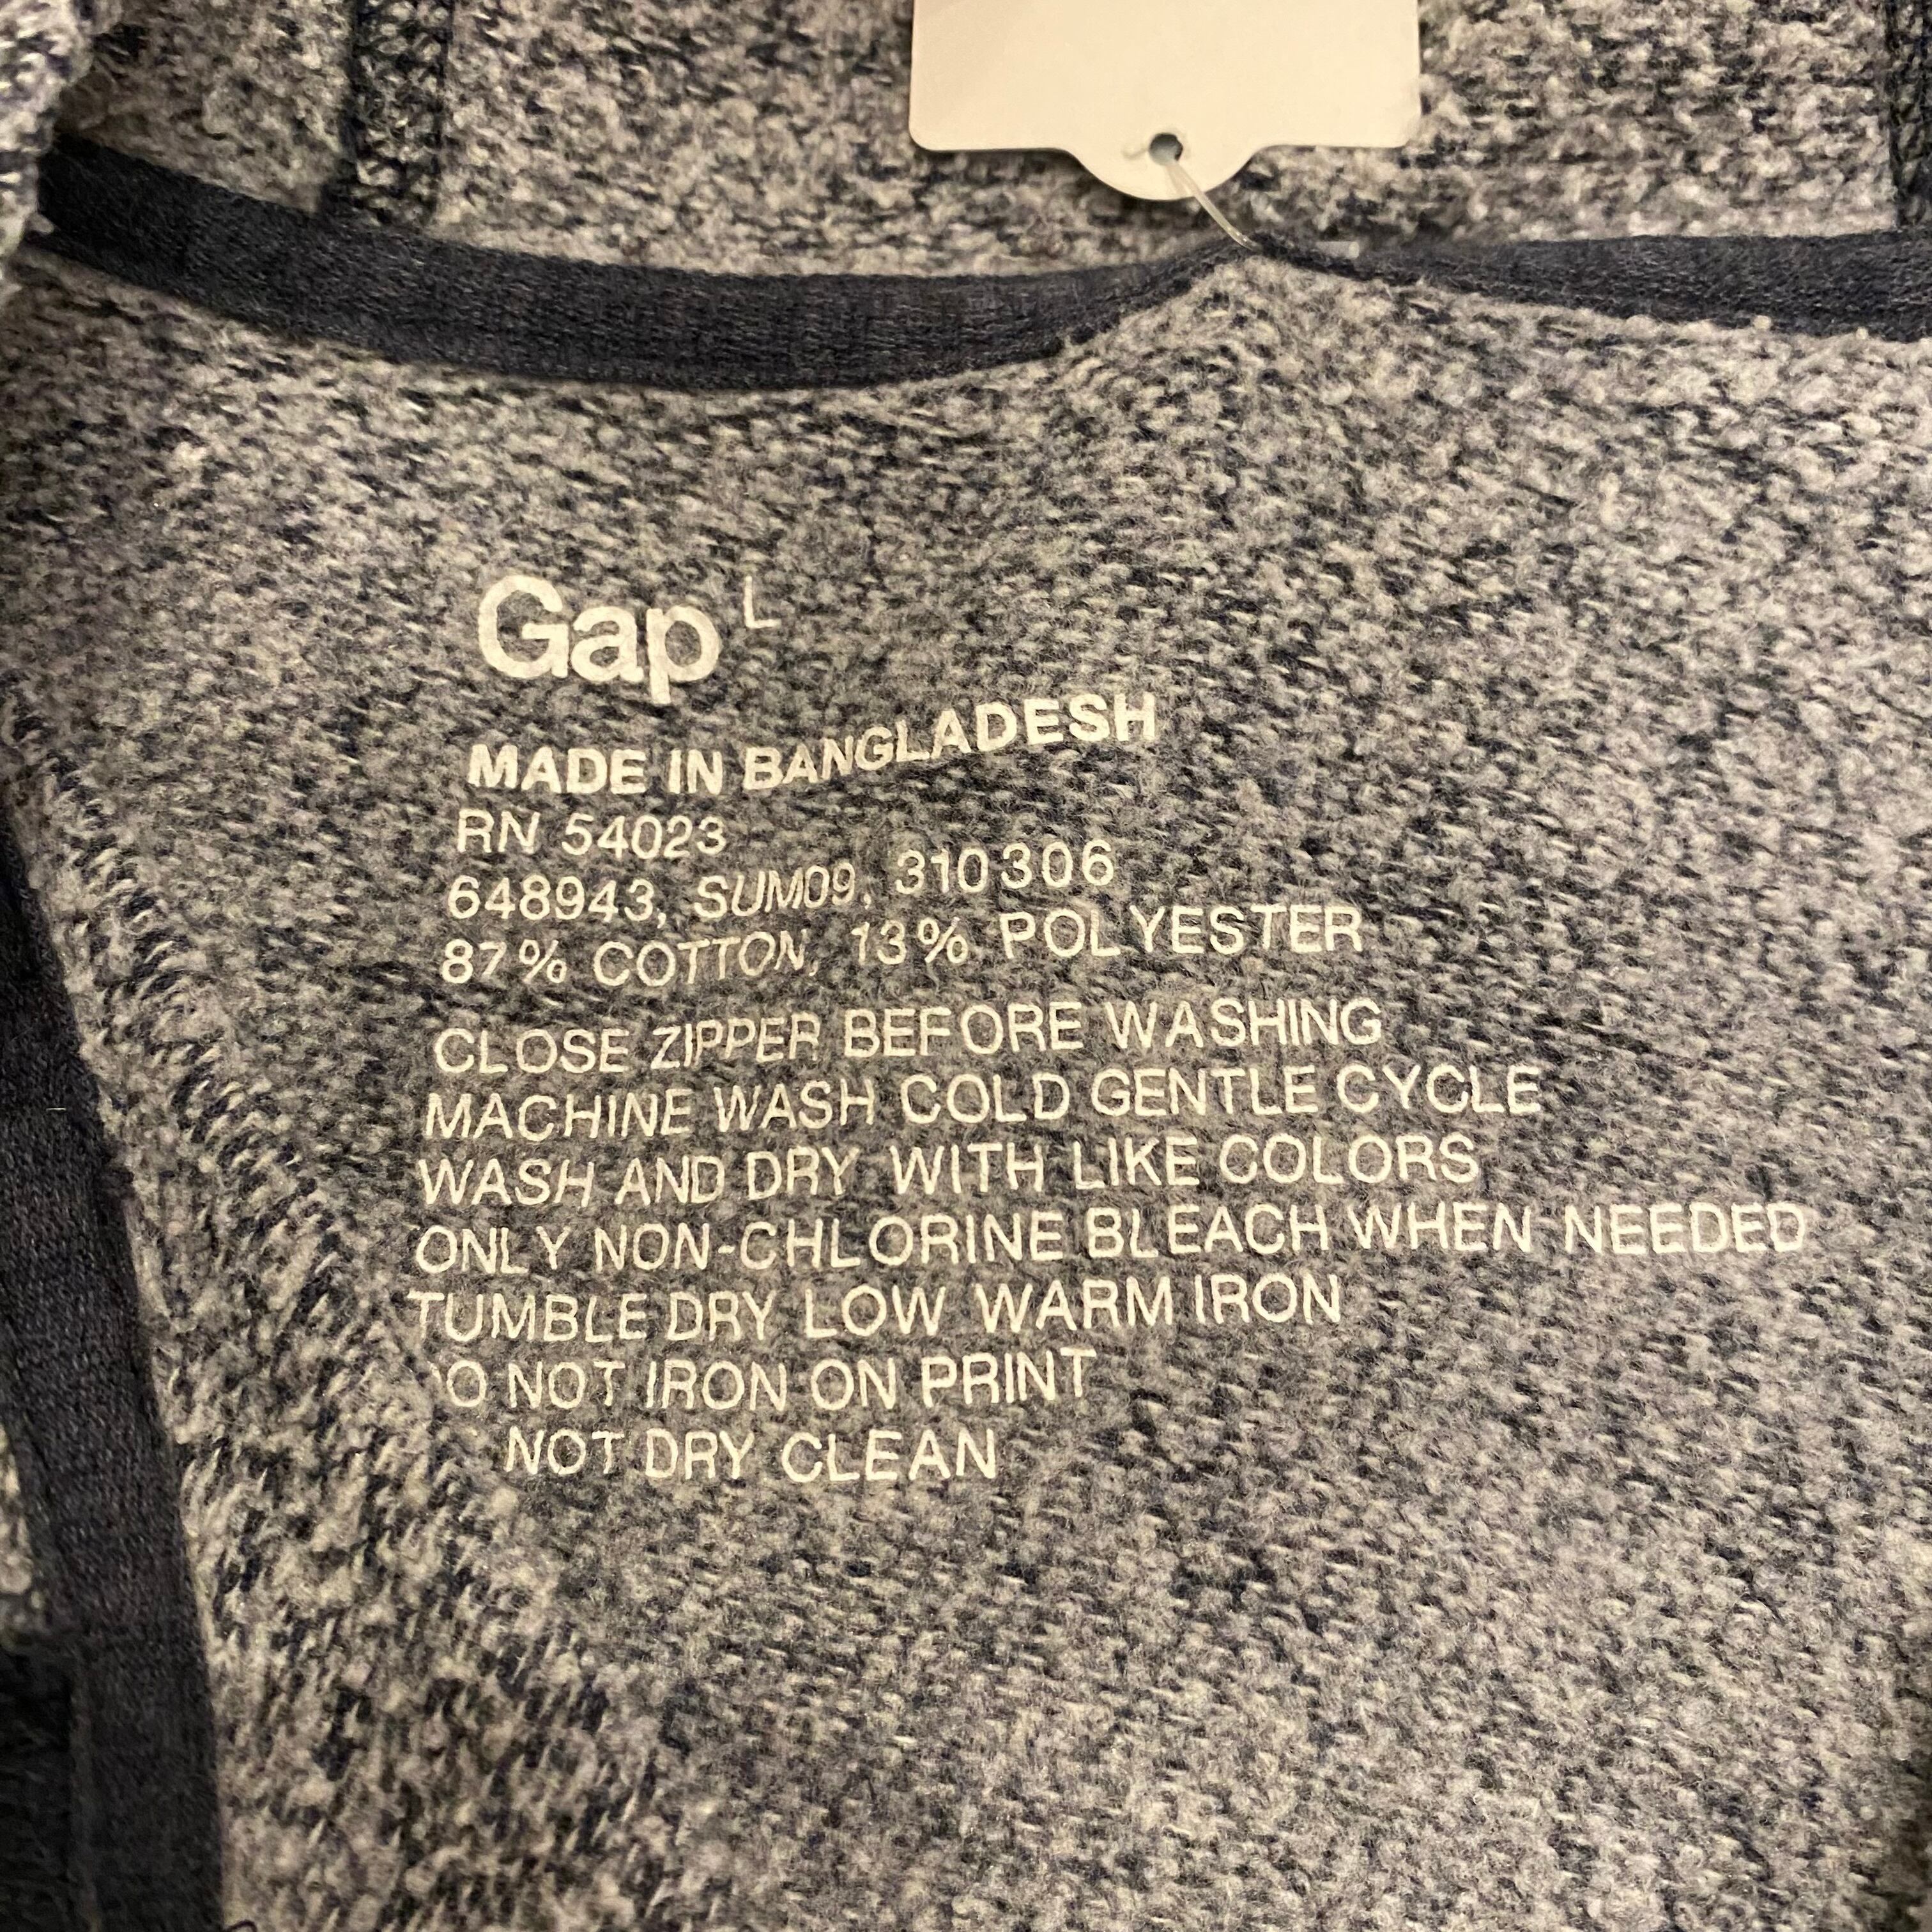 Gap L
MADE IN BANGLADESH
RN 54023
648943, SUM09, 310306
87% COTTON, 13% POLYESTER
CLOSE ZIPPER BEFORE WASHING
MACHINE WASH COLD GENTLE CYCLE
WASH AND DRY WITH LIKE COLORS
ONLY NON-CHLORINE BLEACH WHEN NEEDED
TUMBLE DRY LOW WARM IRON
O NOT IRON ON PRINT
NOT DRY CLEAN